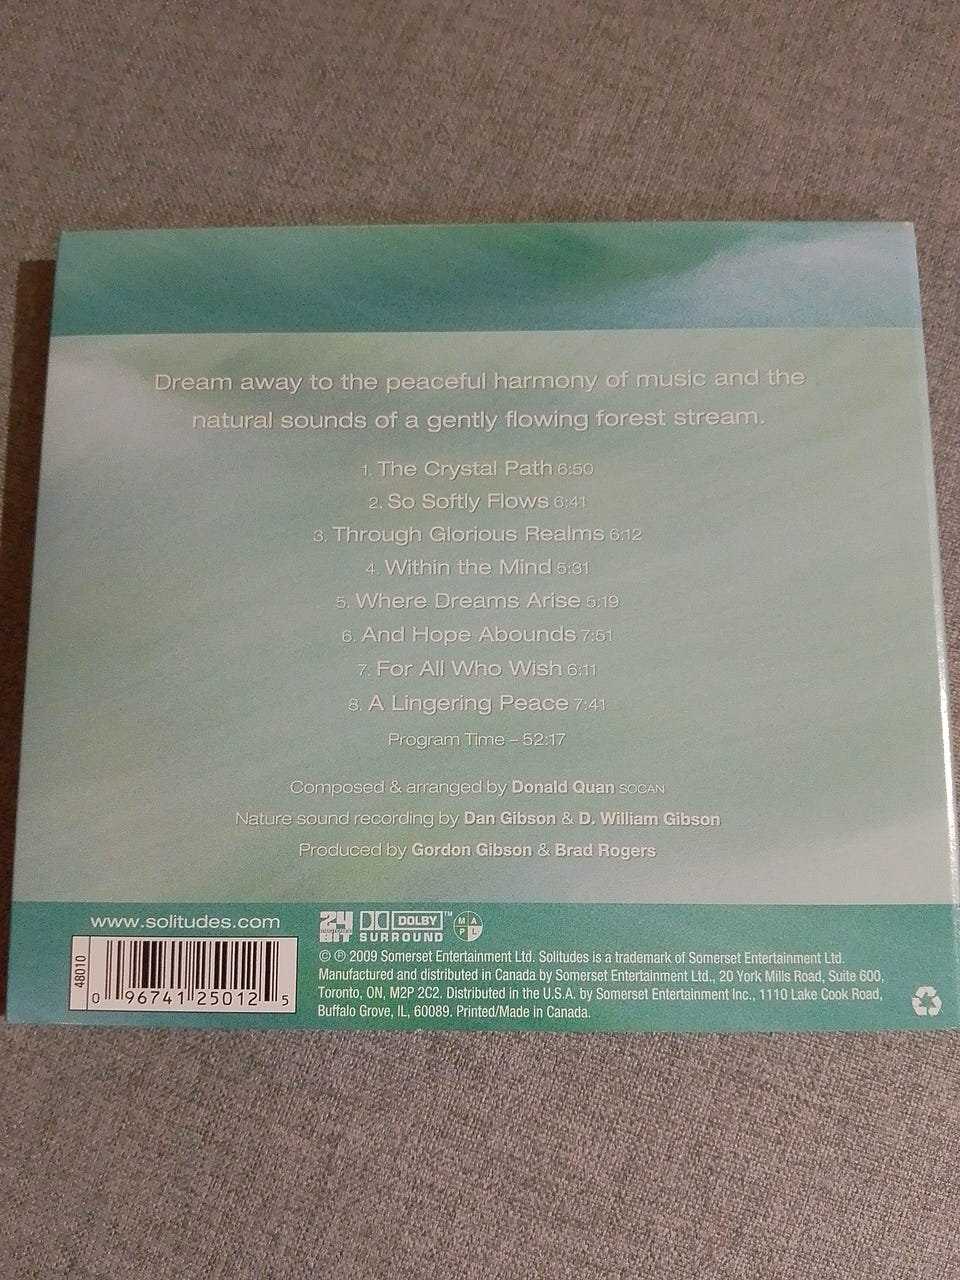 Dream away to the peaceful harmony of music and the
natural sounds of a gently flowing forest stream.
1. The Crystal Path 6:50
2. So Softly Flows 6:41
3. Through Glorious Realms 6:12
4. Within the Mind 5:31
5. Where Dreams Arise 5:19
6. And Hope Abounds 7:51
7. For All Who Wish 6:11
8. A Lingering Peace 7:41
Program Time – 52:17
Composed & arranged by Donald Quan SOCAN
Nature sound recording by Dan Gibson & D. William Gibson
Produced by Gordon Gibson & Brad Rogers
www.solitudes.com
48010
0 96741 25012 5
24 BIT
DOLBY ™
SURROUND
M A P L
© ℗ 2009 Somerset Entertainment Ltd. Solitudes is a trademark of Somerset Entertainment Ltd.
Manufactured and distributed in Canada by Somerset Entertainment Ltd., 20 York Mills Road, Suite 600,
Toronto, ON, M2P 2C2. Distributed in the U.S.A. by Somerset Entertainment Inc., 1110 Lake Cook Road,
Buffalo Grove, IL, 60089. Printed/Made in Canada.